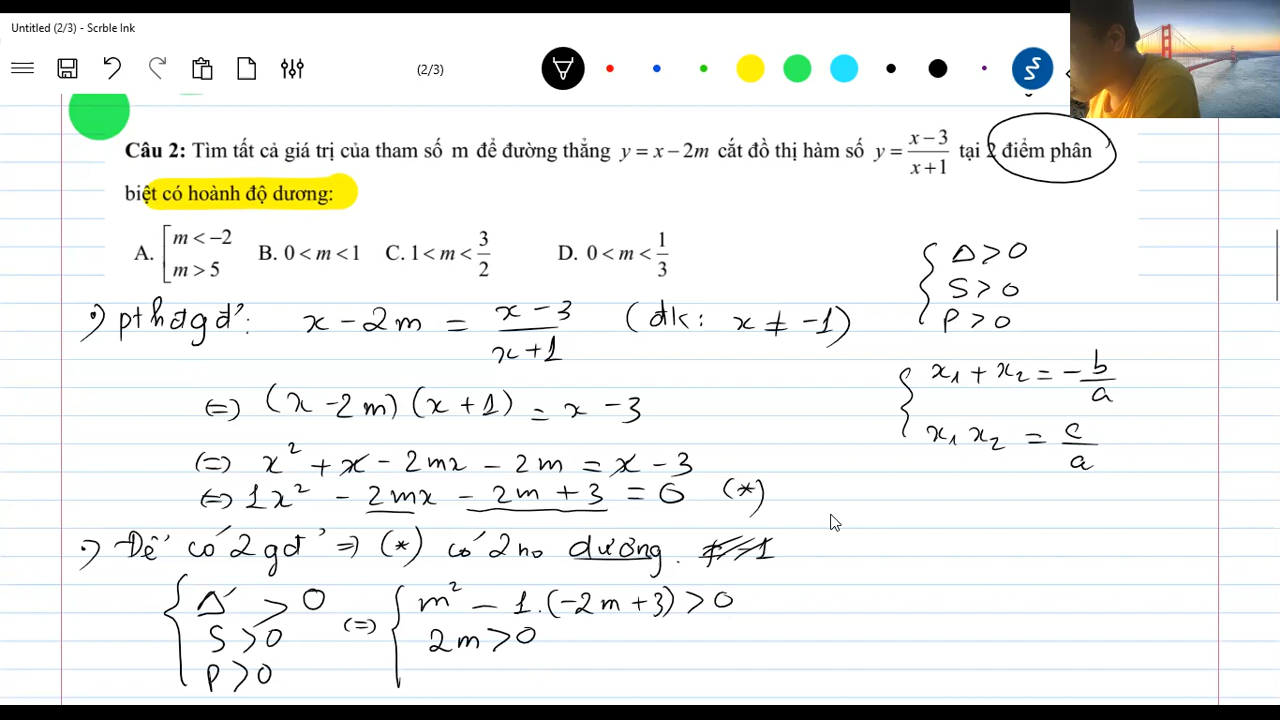 Untitled (2/3) - Scrble Ink
(2/3)
Câu 2: Tìm tất cả giá trị của tham số m để đường thẳng y = x − 2m cắt đồ thị hàm số y = (x − 3)/(x + 1) tại 2 điểm phân
biệt có hoành độ dương:
A. [ m < −2 m > 5 B. 0 < m < 1 C. 1 < m < 3/2 D. 0 < m < 1/3
{ Δ > 0
S > 0
P > 0
•) pt hđgđ: x − 2m = (x − 3)/(x + 1) (đk: x ≠ −1)
{ x₁ + x₂ = −b/a
x₁ x₂ = c/a
(=) (x − 2m)(x + 1) = x − 3
(=) x² + x − 2mx − 2m = x − 3
(=) 1x² − 2mx − 2m + 3 = 0 (*)
•) Để có 2 gđ => (*) có 2 no dương. ≠ −1
{ Δ' > 0 (=) { m² − 1.(−2m + 3) > 0
S > 0 2m > 0
P > 0